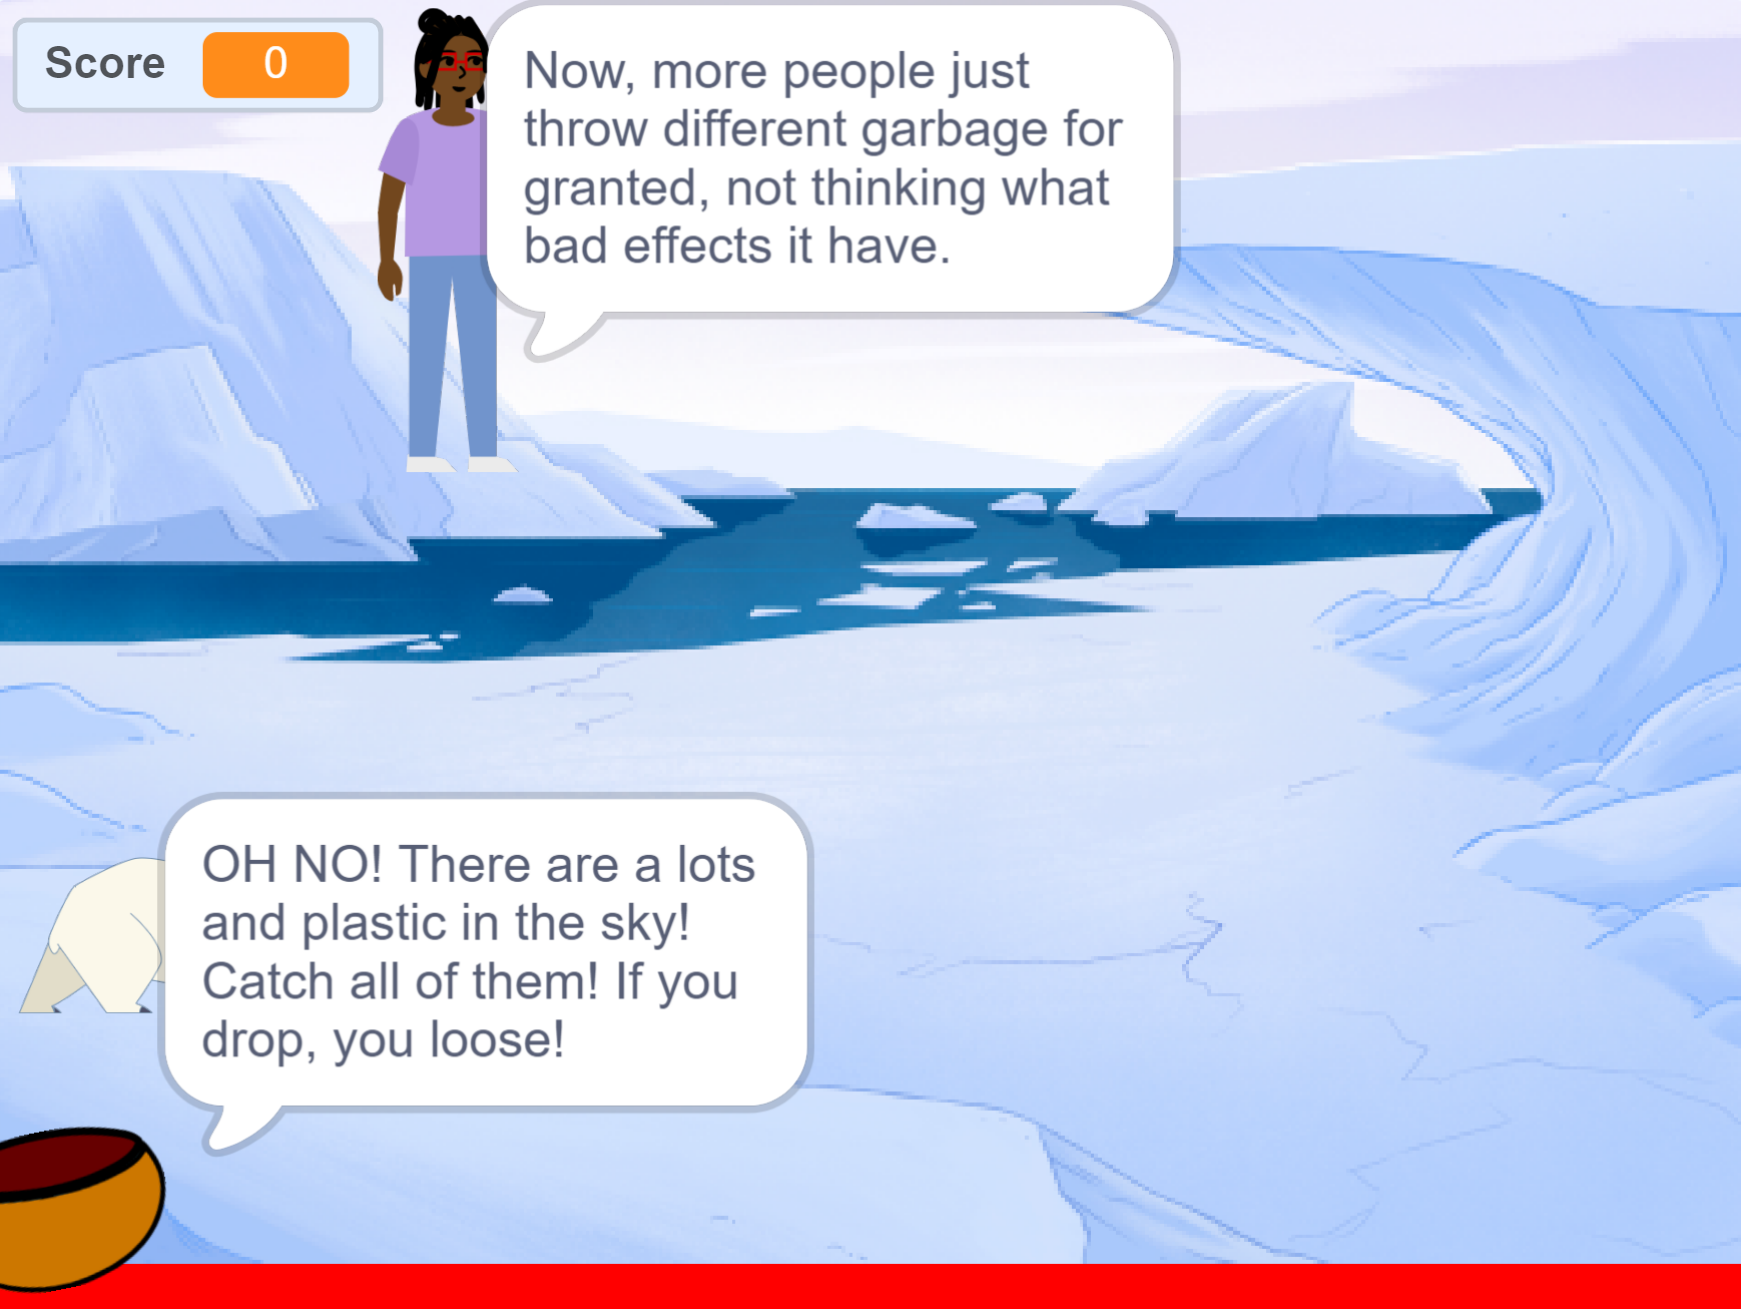 Score 0
Now, more people just
throw different garbage for
granted, not thinking what
bad effects it have.
OH NO! There are a lots
and plastic in the sky!
Catch all of them! If you
drop, you loose!